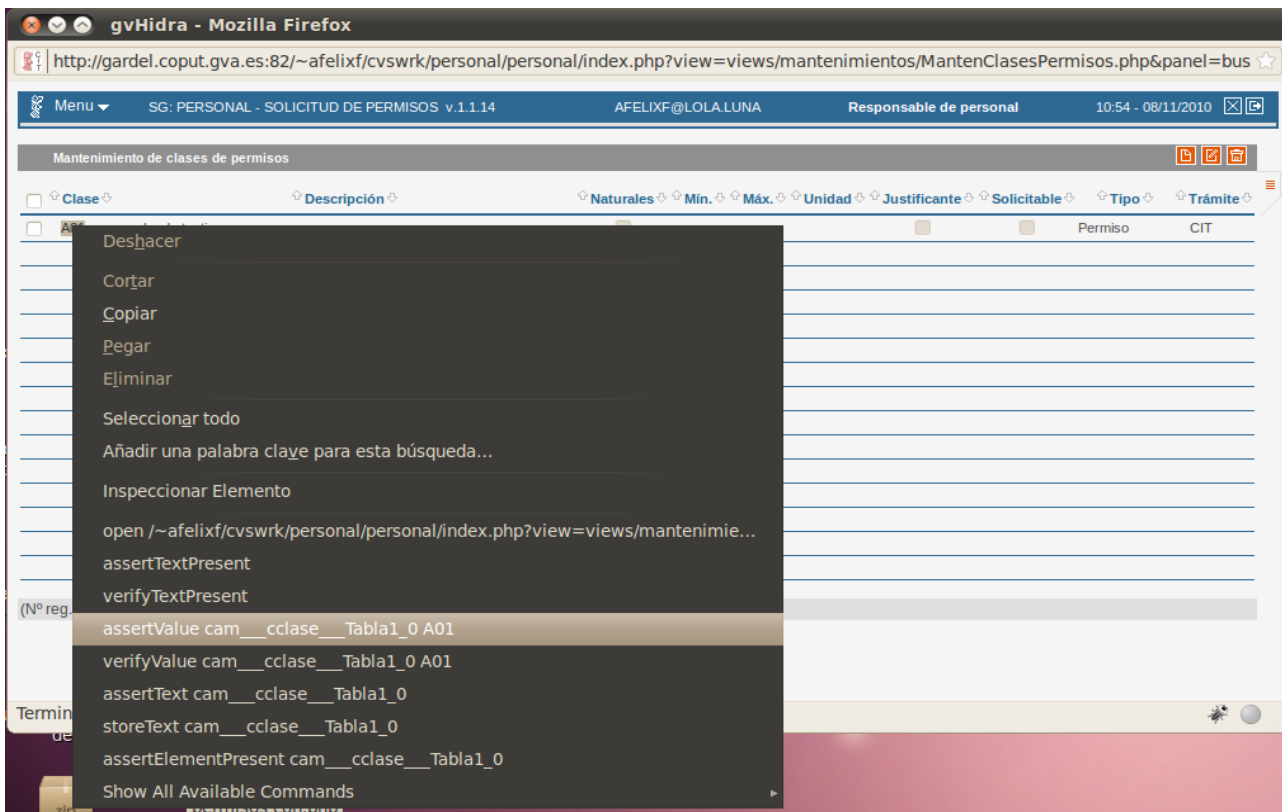 gvHidra - Mozilla Firefox
http://gardel.coput.gva.es:82/~afelixf/cvswrk/personal/personal/index.php?view=views/mantenimientos/MantenClasesPermisos.php&panel=bus
Menu SG: PERSONAL - SOLICITUD DE PERMISOS v.1.1.14 AFELIXF@LOLA.LUNA Responsable de personal 10:54 - 08/11/2010
Mantenimiento de clases de permisos
Clase Descripción Naturales Mín. Máx. Unidad Justificante Solicitable Tipo Trámite
Permiso CIT
Deshacer
Cortar
Copiar
Pegar
Eliminar
Seleccionar todo
Añadir una palabra clave para esta búsqueda...
Inspeccionar Elemento
open /~afelixf/cvswrk/personal/personal/index.php?view=views/mantenimie...
assertTextPresent
verifyTextPresent
(Nº reg.
assertValue cam___cclase___Tabla1_0 A01
verifyValue cam___cclase___Tabla1_0 A01
assertText cam___cclase___Tabla1_0
Termin
storeText cam___cclase___Tabla1_0
assertElementPresent cam___cclase___Tabla1_0
Show All Available Commands